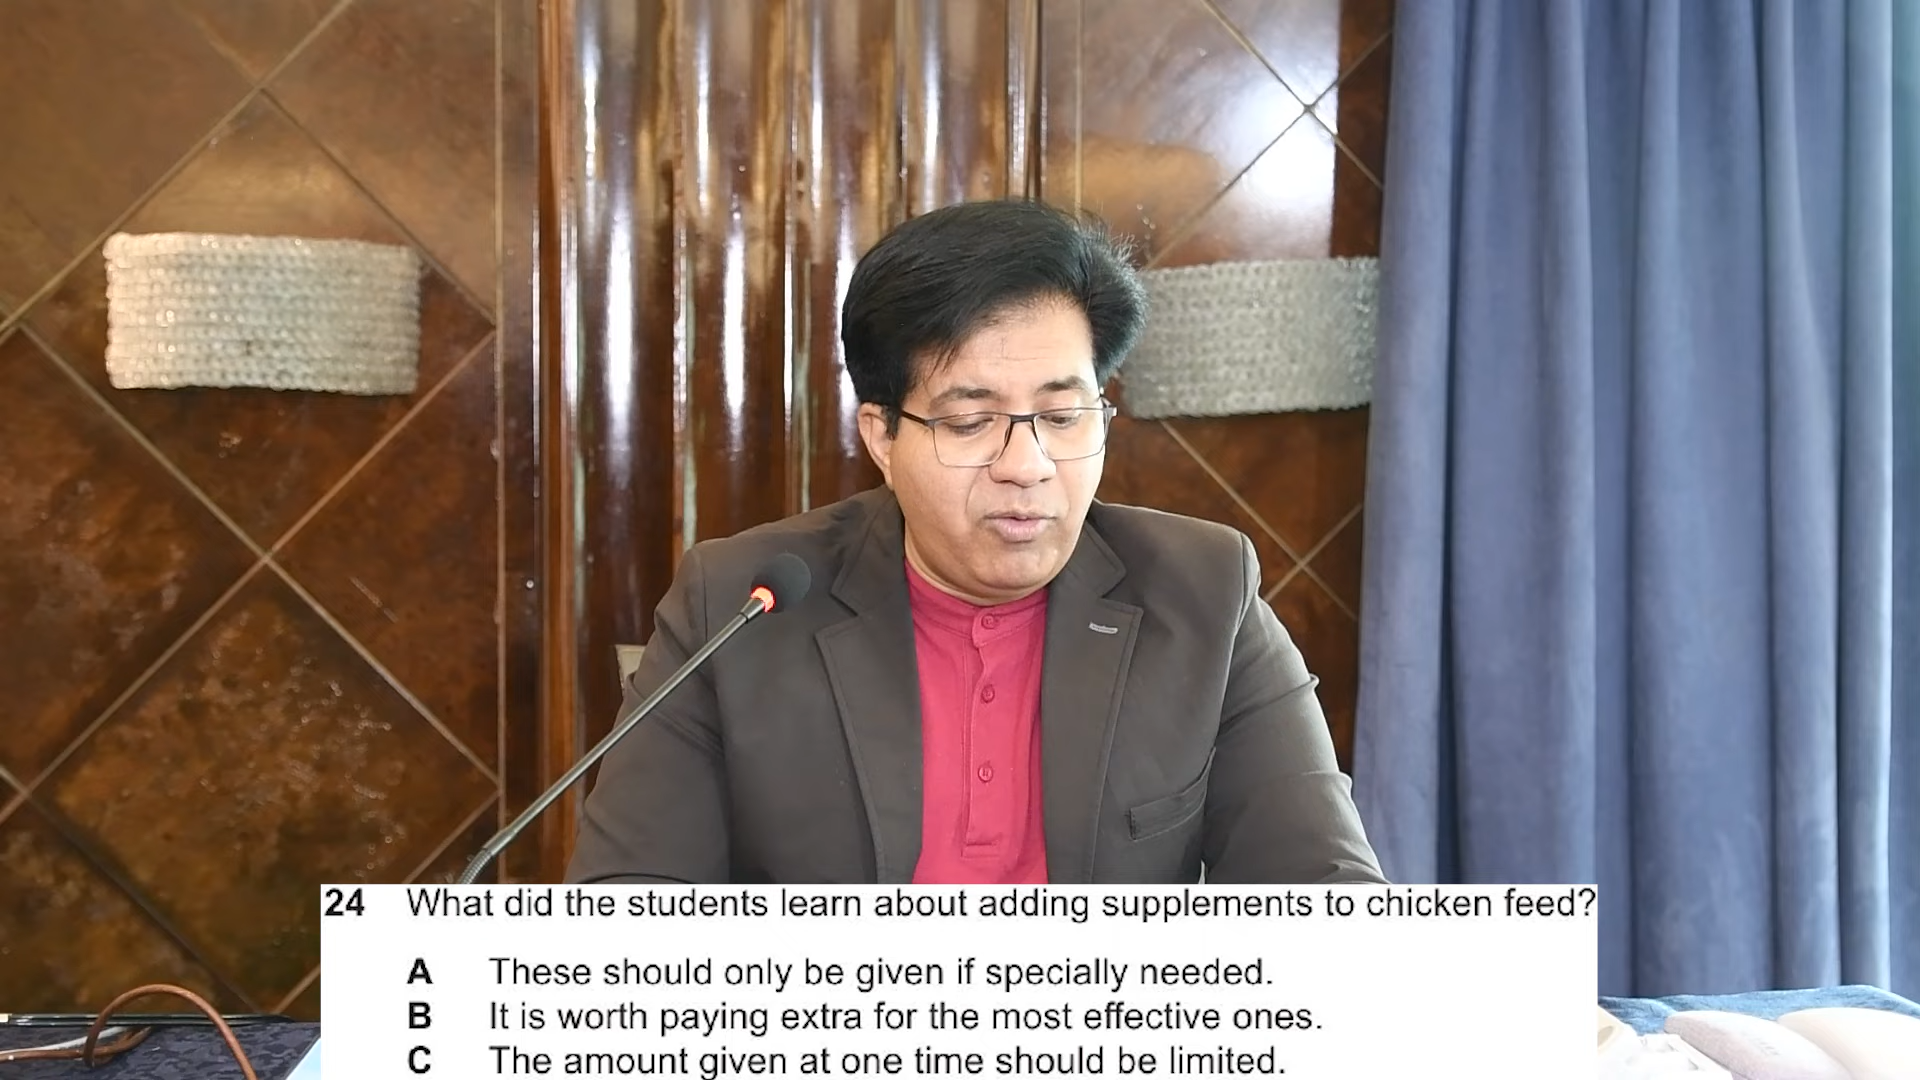 24 What did the students learn about adding supplements to chicken feed?
A These should only be given if specially needed.
B It is worth paying extra for the most effective ones.
C The amount given at one time should be limited.